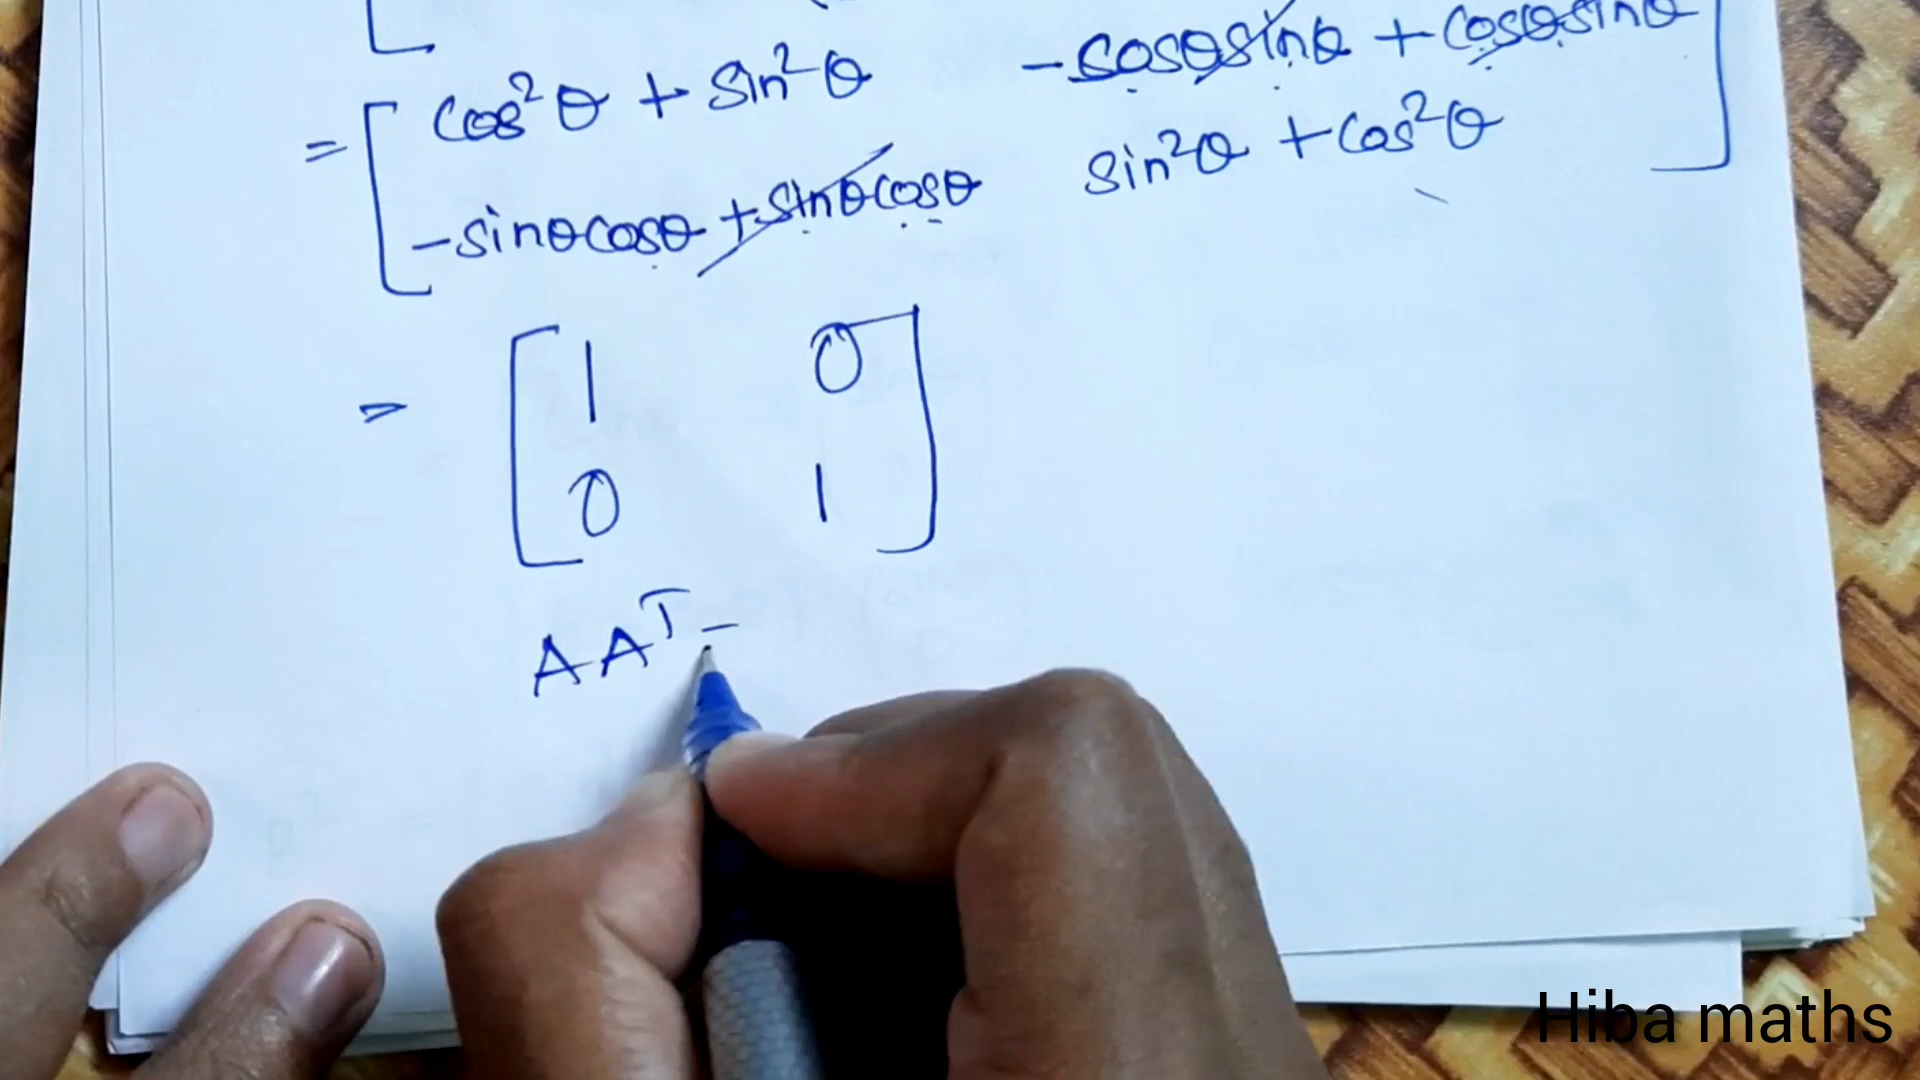 cos²θ + sin²θ -cosθsinθ + cosθsinθ
= [ -sinθcosθ + sinθcosθ sin²θ + cos²θ ]
= [ 1 0
0 1 ]
AAᵀ -
Hiba maths